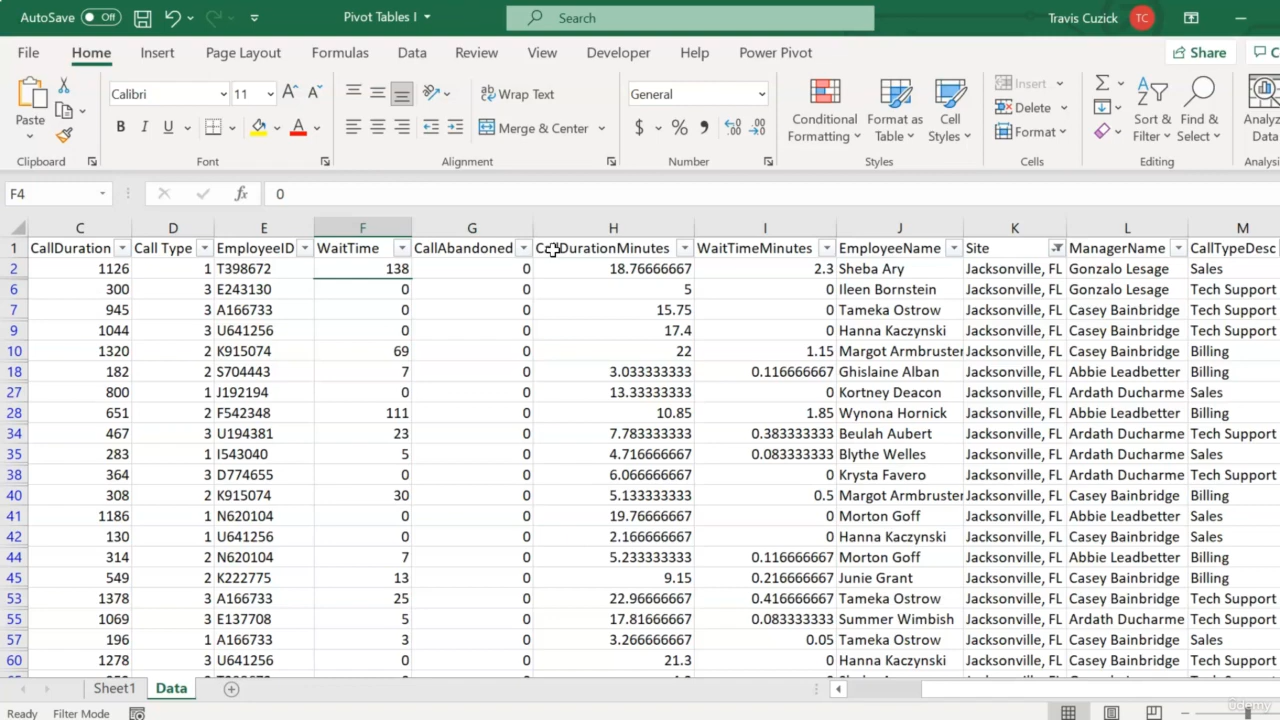 AutoSave Off Pivot Tables I Search Travis Cuzick TC
File Home Insert Page Layout Formulas Data Review View Developer Help Power Pivot Share C
Calibri 11 Wrap Text General Insert Σ
Paste B I U A Merge & Center $ % Conditional Formatting Format as Table Cell Styles Delete Format Sort & Filter Find & Select Analyz Data
Clipboard Font Alignment Number Styles Cells Editing Analysi
F4 fx 0
C D E F G H I J K L M
1 CallDuration Call Type EmployeeID WaitTime CallAbandoned DurationMinutes WaitTimeMinutes EmployeeName Site ManagerName CallTypeDesc
2 1126 1 T398672 138 0 18.76666667 2.3 Sheba Ary Jacksonville, FL Gonzalo Lesage Sales
6 300 3 E243130 0 0 5 0 Ileen Bornstein Jacksonville, FL Gonzalo Lesage Tech Support
7 945 3 A166733 0 0 15.75 0 Tameka Ostrow Jacksonville, FL Casey Bainbridge Tech Support
9 1044 3 U641256 0 0 17.4 0 Hanna Kaczynski Jacksonville, FL Casey Bainbridge Tech Support
10 1320 2 K915074 69 0 22 1.15 Margot Armbruster Jacksonville, FL Casey Bainbridge Billing
18 182 2 S704443 7 0 3.033333333 0.116666667 Ghislaine Alban Jacksonville, FL Abbie Leadbetter Billing
27 800 1 J192194 0 0 13.33333333 0 Kortney Deacon Jacksonville, FL Ardath Ducharme Sales
28 651 2 F542348 111 0 10.85 1.85 Wynona Hornick Jacksonville, FL Abbie Leadbetter Billing
34 467 3 U194381 23 0 7.783333333 0.383333333 Beulah Aubert Jacksonville, FL Ardath Ducharme Tech Support
35 283 1 I543040 5 0 4.716666667 0.083333333 Blythe Welles Jacksonville, FL Ardath Ducharme Sales
38 364 3 D774655 0 0 6.066666667 0 Krysta Favero Jacksonville, FL Ardath Ducharme Tech Support
40 308 2 K915074 30 0 5.133333333 0.5 Margot Armbruster Jacksonville, FL Casey Bainbridge Billing
41 1186 1 N620104 0 0 19.76666667 0 Morton Goff Jacksonville, FL Abbie Leadbetter Sales
42 130 1 U641256 0 0 2.166666667 0 Hanna Kaczynski Jacksonville, FL Casey Bainbridge Sales
44 314 2 N620104 7 0 5.233333333 0.116666667 Morton Goff Jacksonville, FL Abbie Leadbetter Billing
45 549 2 K222775 13 0 9.15 0.216666667 Junie Grant Jacksonville, FL Casey Bainbridge Billing
53 1378 3 A166733 25 0 22.96666667 0.416666667 Tameka Ostrow Jacksonville, FL Casey Bainbridge Tech Support
55 1069 3 E137708 5 0 17.81666667 0.083333333 Summer Wimbish Jacksonville, FL Ardath Ducharme Tech Support
57 196 1 A166733 3 0 3.266666667 0.05 Tameka Ostrow Jacksonville, FL Casey Bainbridge Sales
60 1278 3 U641256 0 0 21.3 0 Hanna Kaczynski Jacksonville, FL Casey Bainbridge Tech Support
Sheet1 Data
Ready Filter Mode
ûdemy